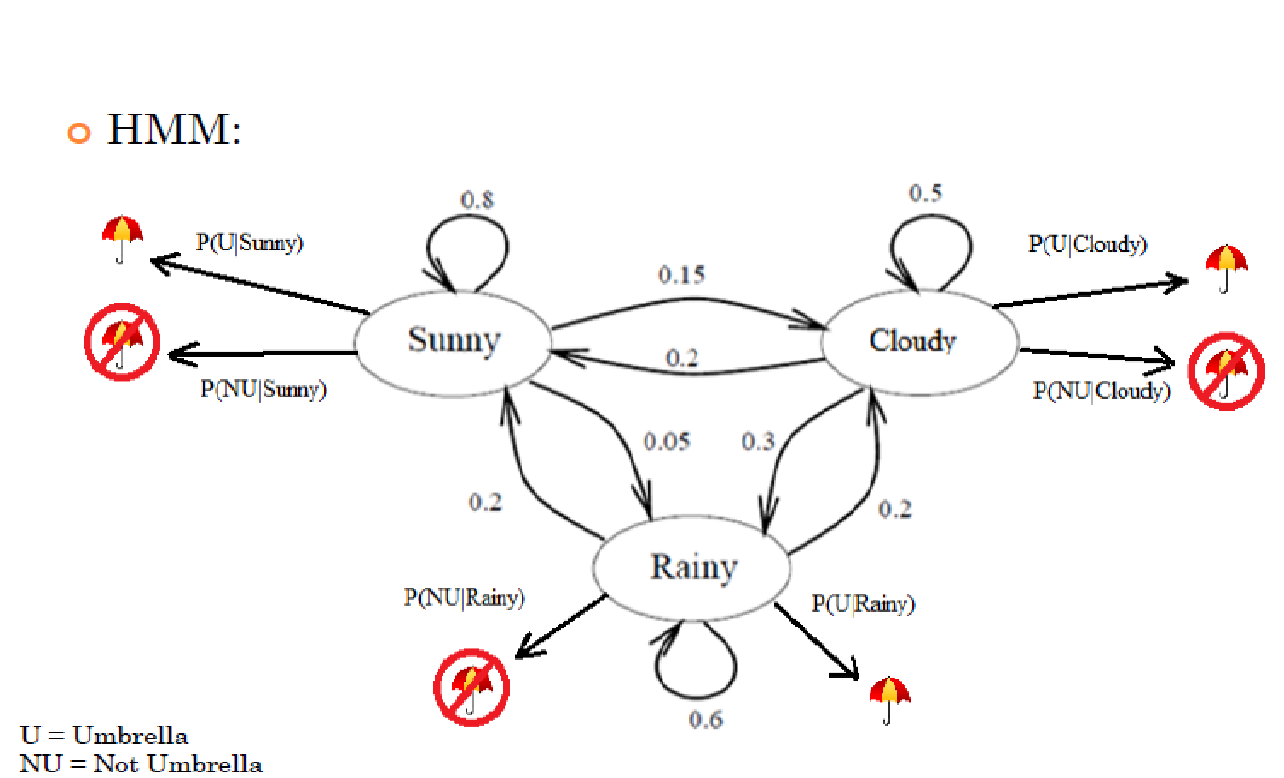 HMM:
0.8
0.5
P(U|Sunny)
P(U|Cloudy)
0.15
Sunny
Cloudy
0.2
P(NU|Sunny)
P(NU|Cloudy)
0.05
0.3
0.2
0.2
Rainy
P(NU|Rainy)
P(U|Rainy)
0.6
U = Umbrella
NU = Not Umbrella